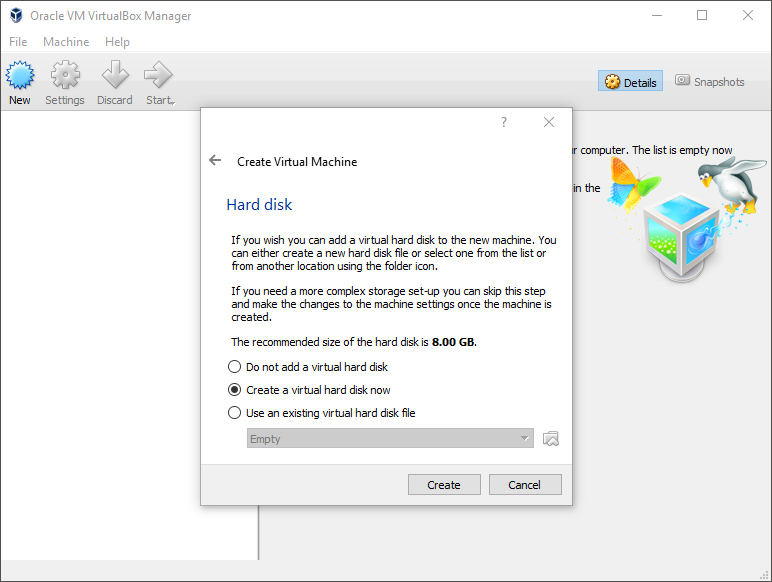 Oracle VM VirtualBox Manager
File Machine Help
New Settings Discard Start
Details Snapshots
r computer. The list is empty now
in the
?
Create Virtual Machine
Hard disk
If you wish you can add a virtual hard disk to the new machine. You
can either create a new hard disk file or select one from the list or
from another location using the folder icon.
If you need a more complex storage set-up you can skip this step
and make the changes to the machine settings once the machine is
created.
The recommended size of the hard disk is 8.00 GB.
Do not add a virtual hard disk
Create a virtual hard disk now
Use an existing virtual hard disk file
Empty
Create Cancel